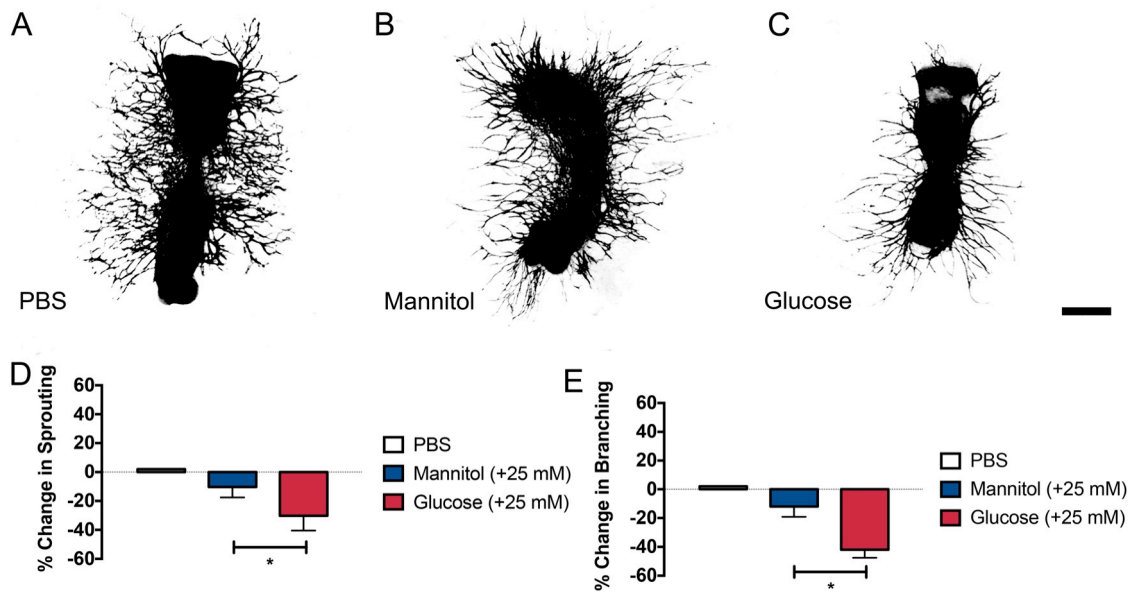 A
B
C
PBS
Mannitol
Glucose
D
% Change in Sprouting
60
40
20
0
-20
-40
-60
*
PBS
Mannitol (+25 mM)
Glucose (+25 mM)
E
% Change in Branching
60
40
20
0
-20
-40
-60
*
PBS
Mannitol (+25 mM)
Glucose (+25 mM)